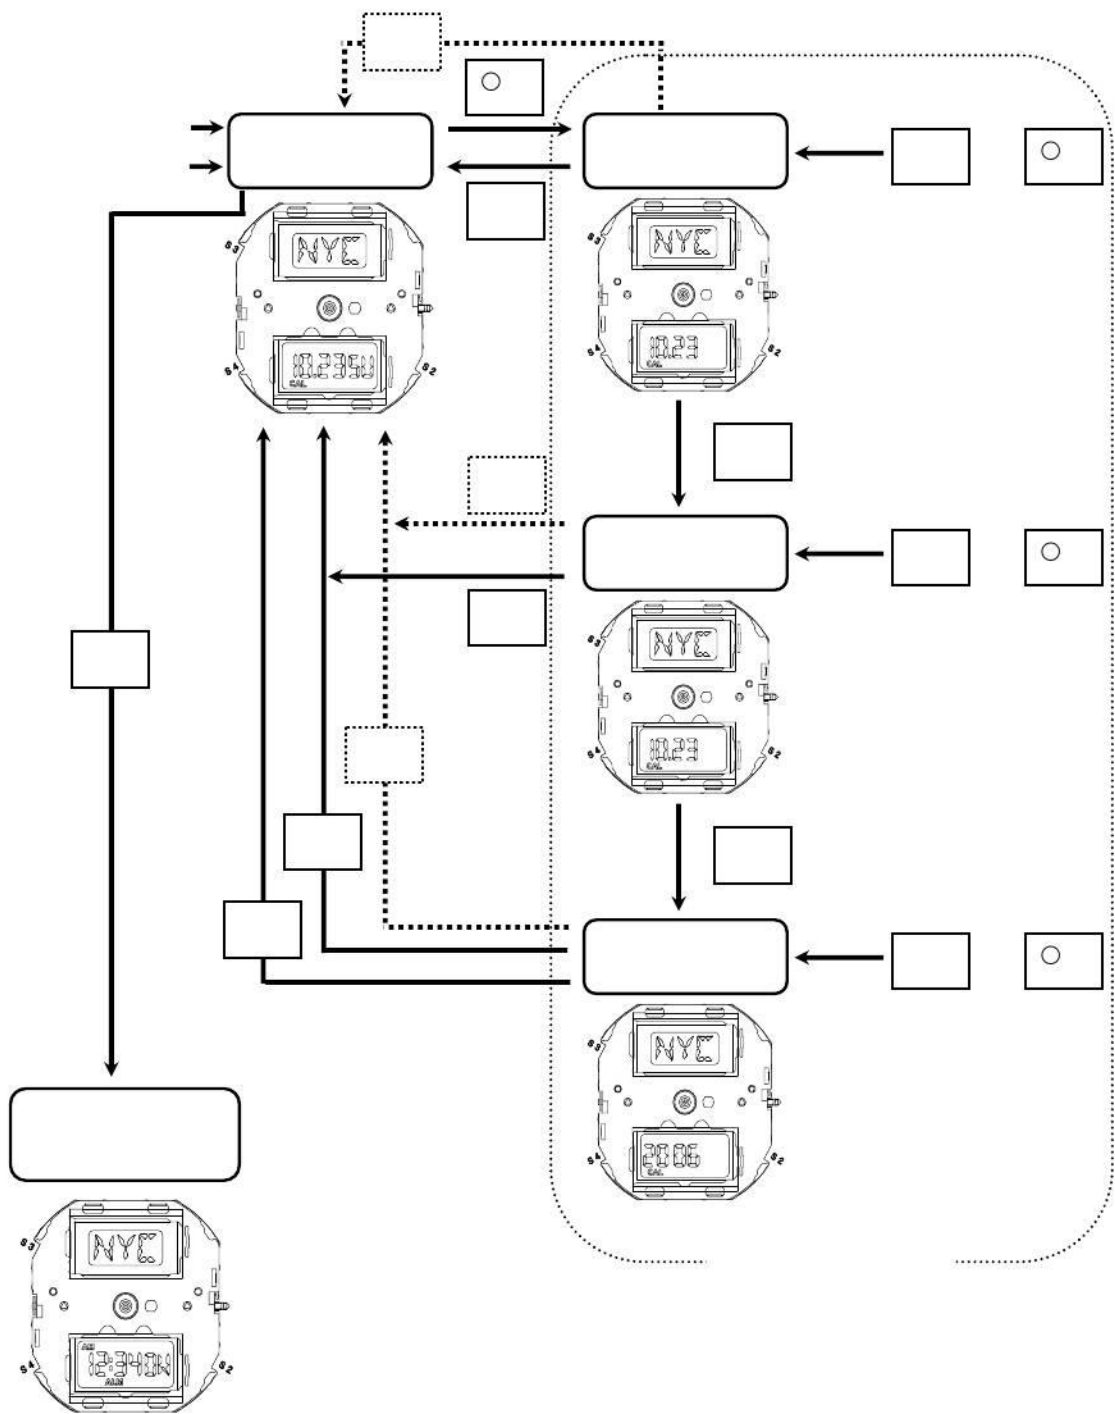 S3
NYC
10.23SU
CAL
S4
S2
S3
NYC
10.23
CAL
S4
S2
S3
NYC
10.23
CAL
S4
S2
S3
NYC
2006
CAL
S4
S2
S3
NYC
AM
12:34ON
ALM
S4
S2